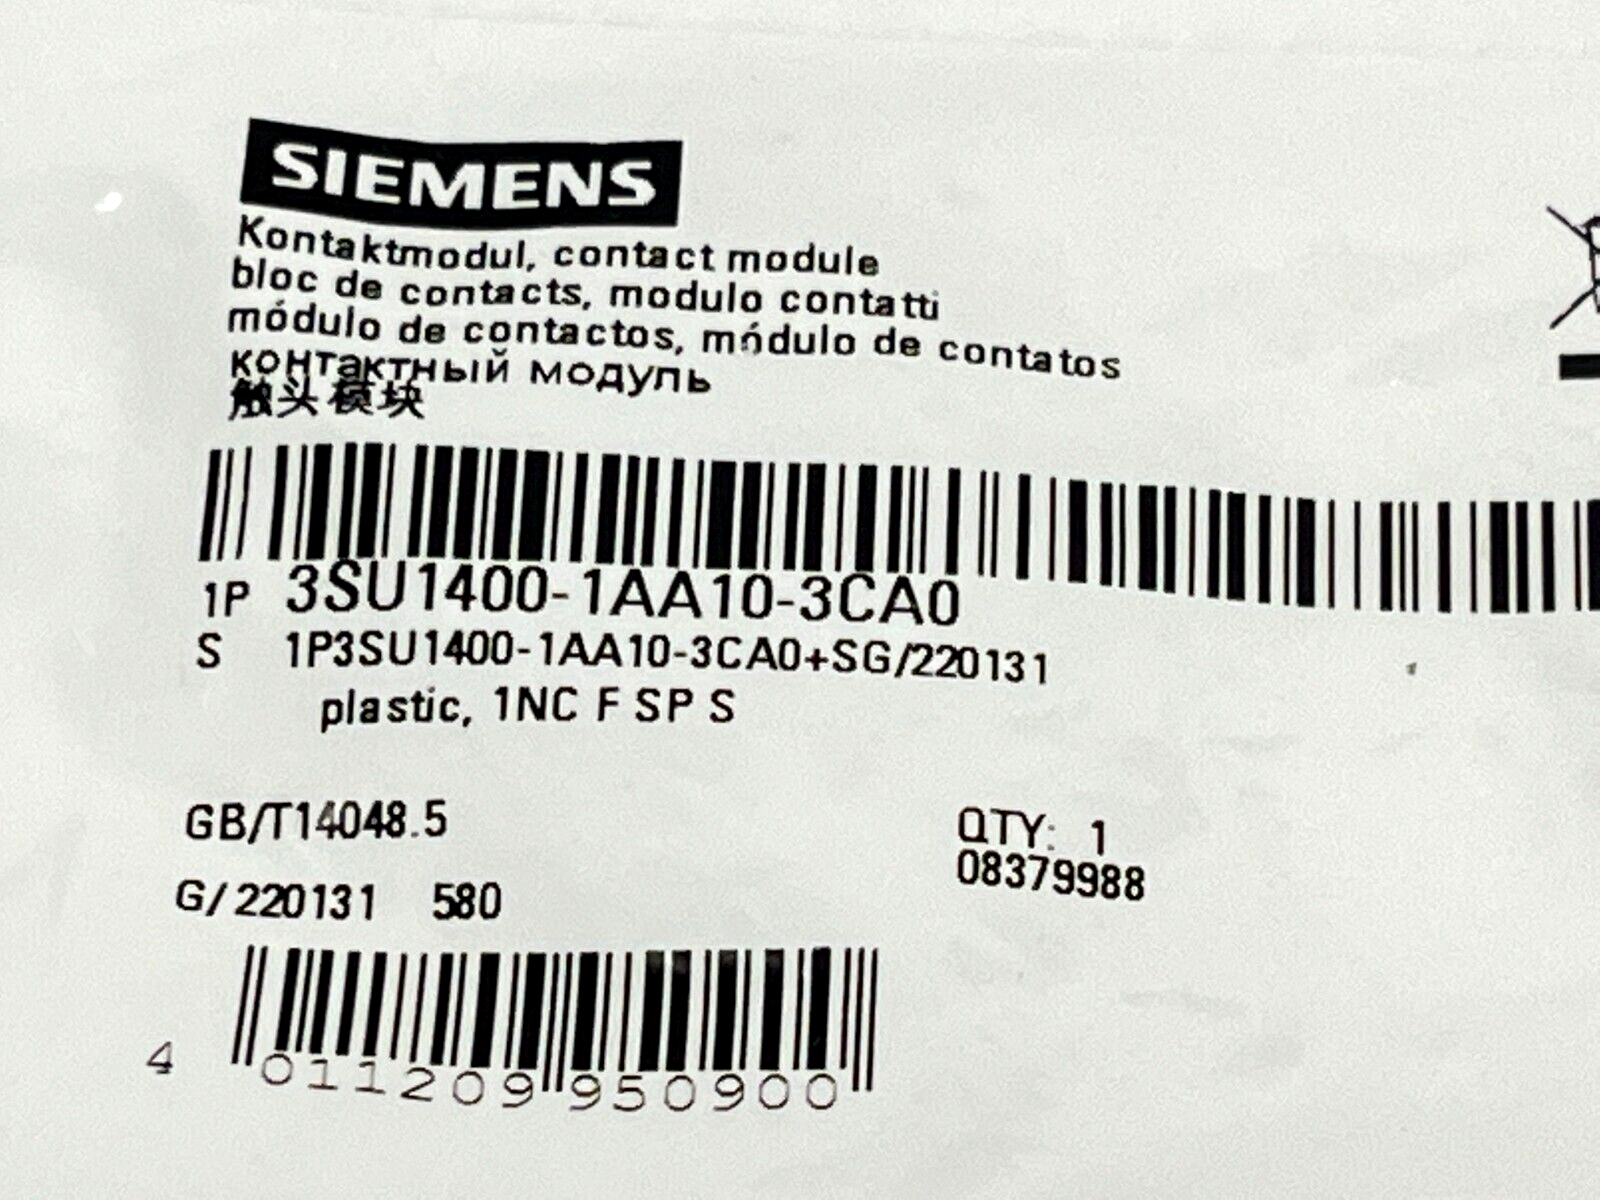 SIEMENS
Kontaktmodul, contact module
bloc de contacts, modulo contatti
módulo de contactos, módulo de contatos
контактный модуль
触头模块
1P 3SU1400-1AA10-3CA0
S 1P3SU1400-1AA10-3CA0+SG/220131
plastic, 1NC F SP S
GB/T14048.5
QTY: 1
08379988
G/220131 580
4 011209 950900